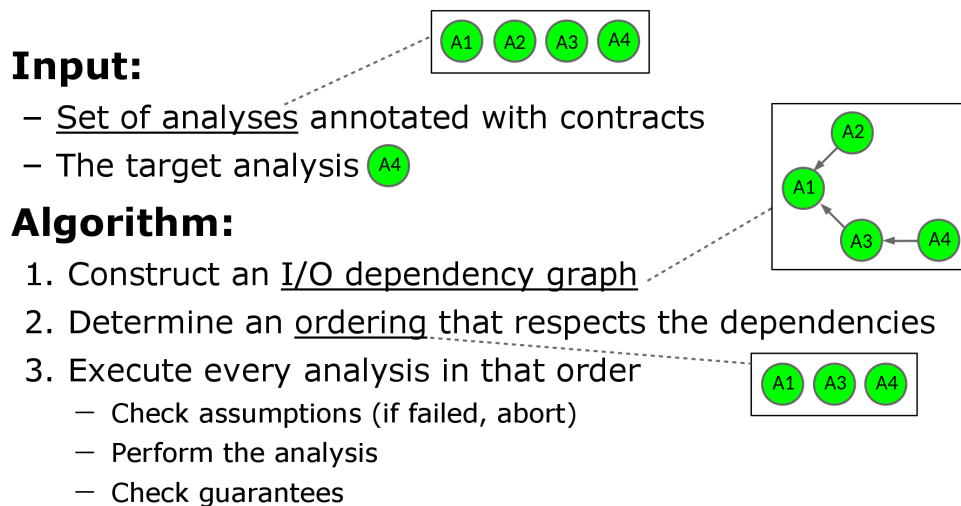 A1 A2 A3 A4
Input:
– Set of analyses annotated with contracts
– The target analysis A4
A2
A1
A3 A4
Algorithm:
1. Construct an I/O dependency graph
2. Determine an ordering that respects the dependencies
3. Execute every analysis in that order
A1 A3 A4
– Check assumptions (if failed, abort)
– Perform the analysis
– Check guarantees